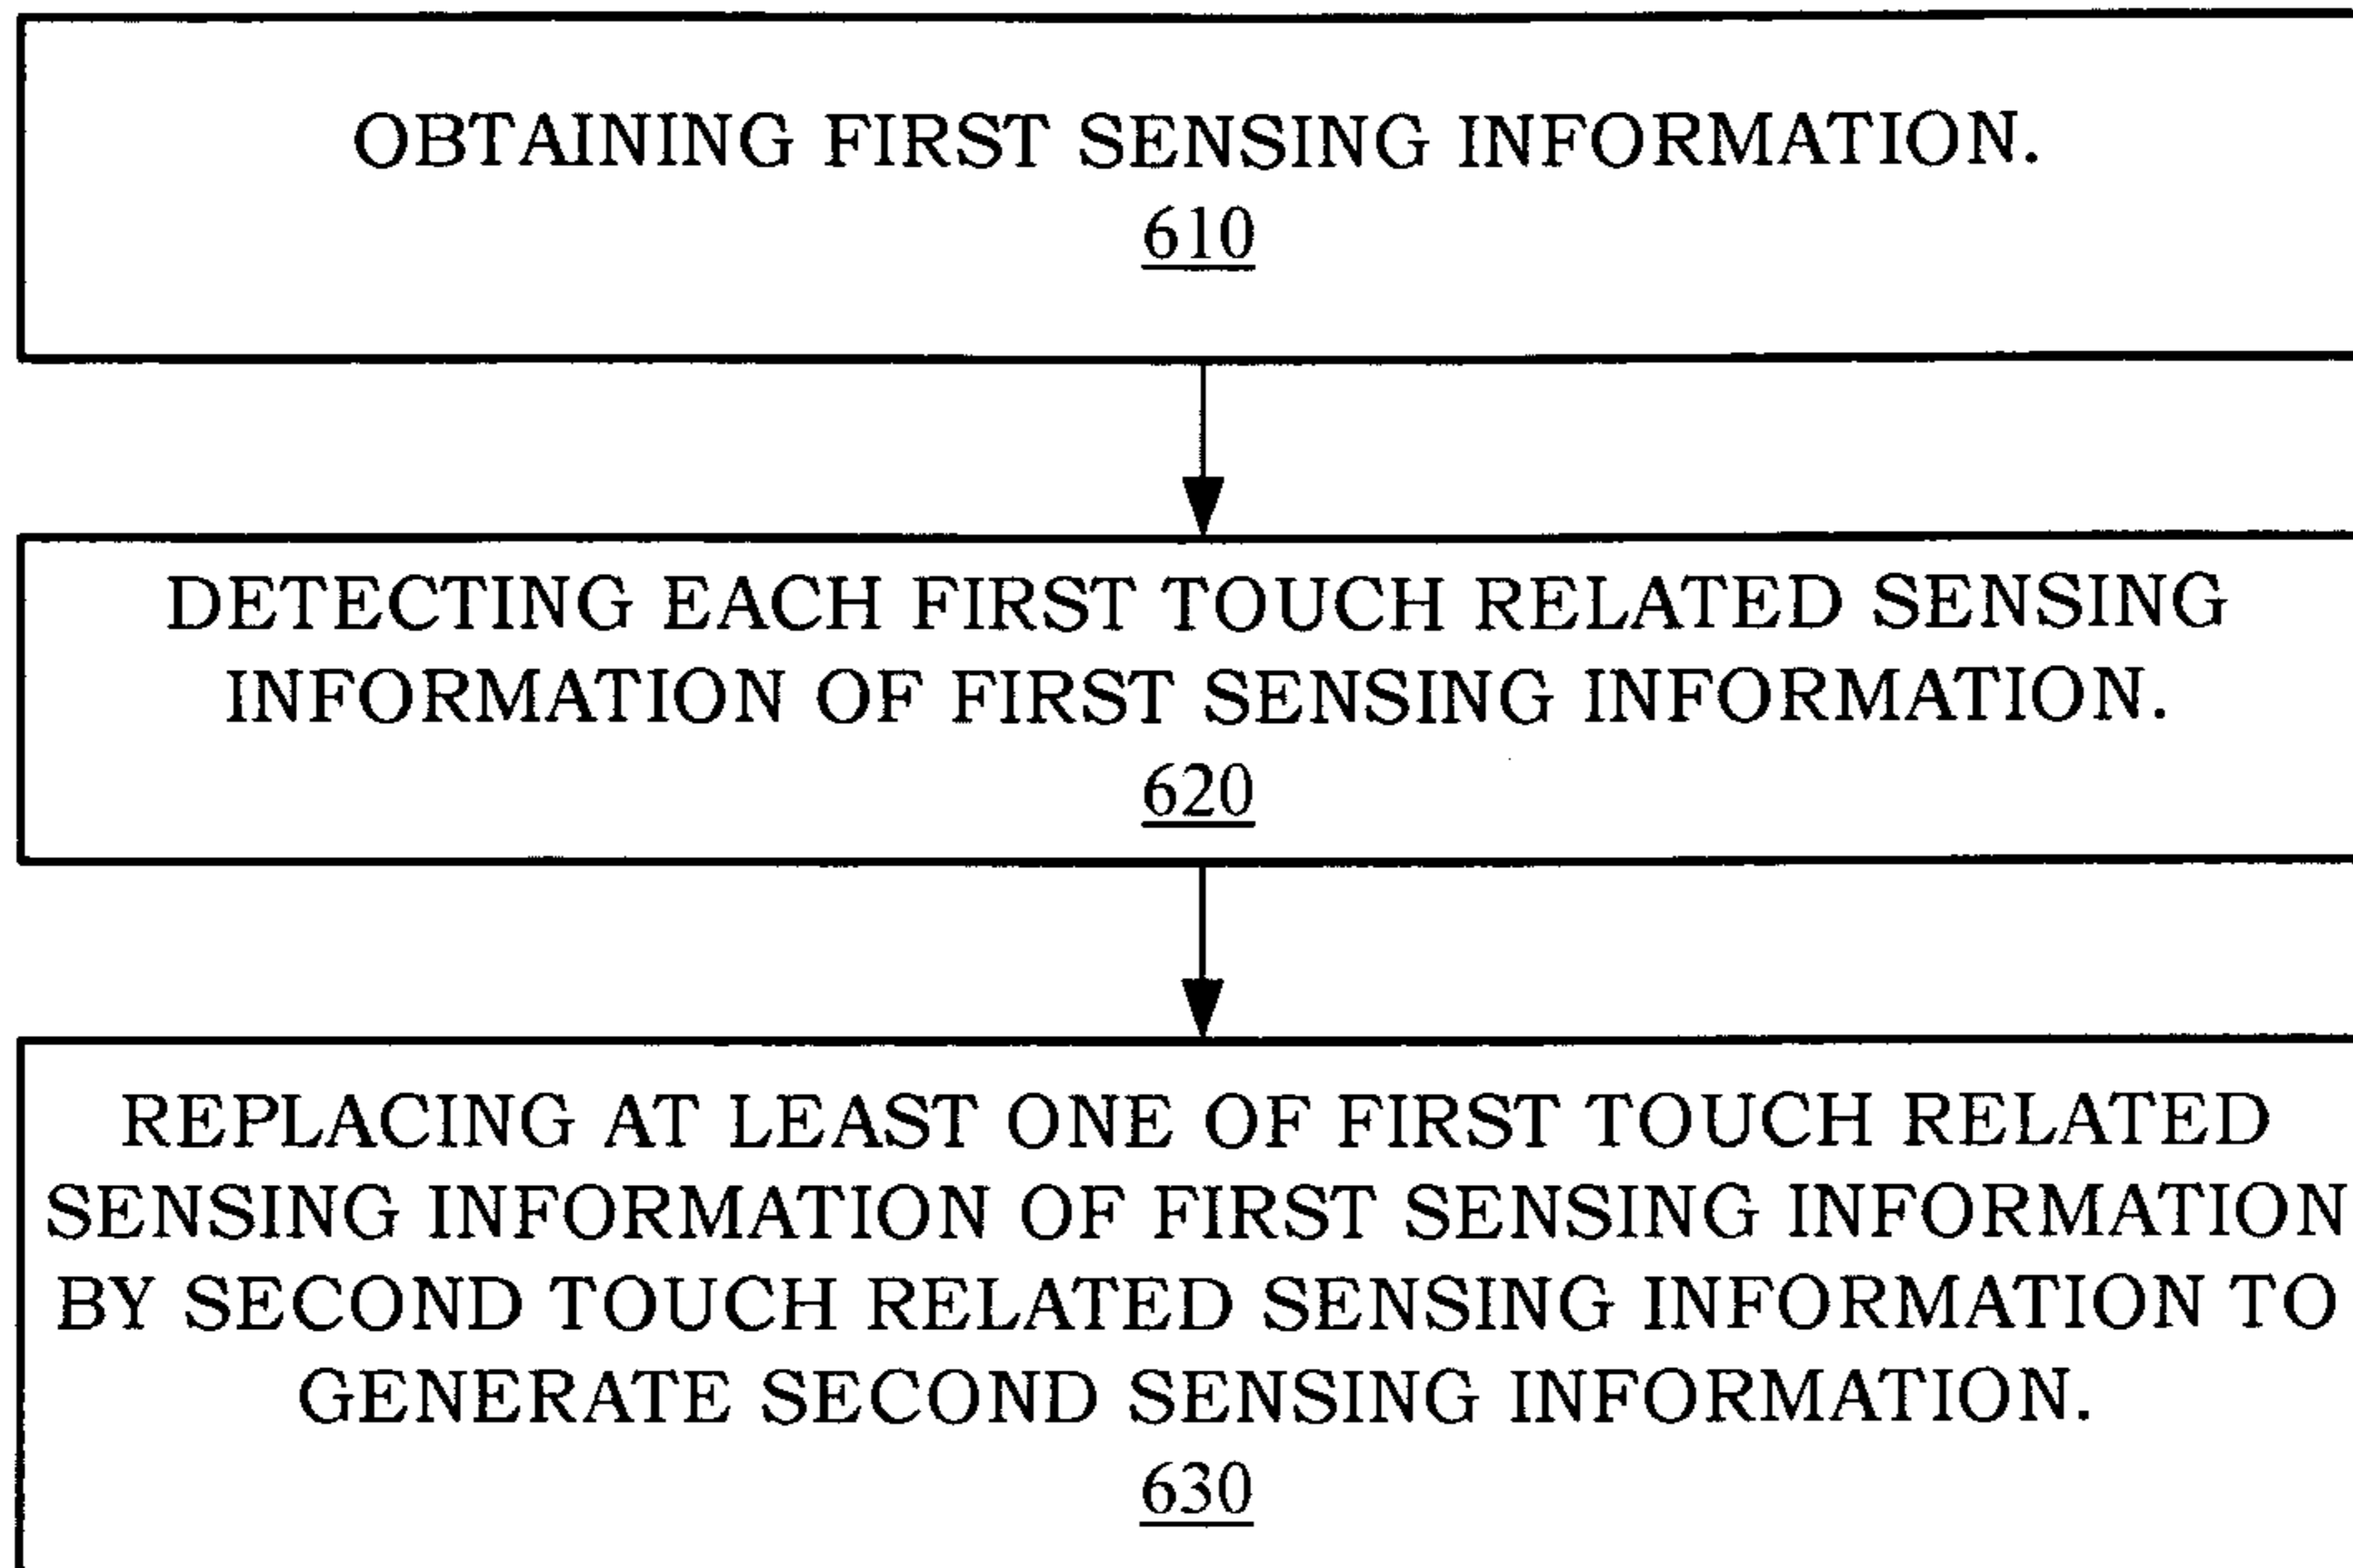 OBTAINING FIRST SENSING INFORMATION.
610
DETECTING EACH FIRST TOUCH RELATED SENSING
INFORMATION OF FIRST SENSING INFORMATION.
620
REPLACING AT LEAST ONE OF FIRST TOUCH RELATED
SENSING INFORMATION OF FIRST SENSING INFORMATION
BY SECOND TOUCH RELATED SENSING INFORMATION TO
GENERATE SECOND SENSING INFORMATION.
630